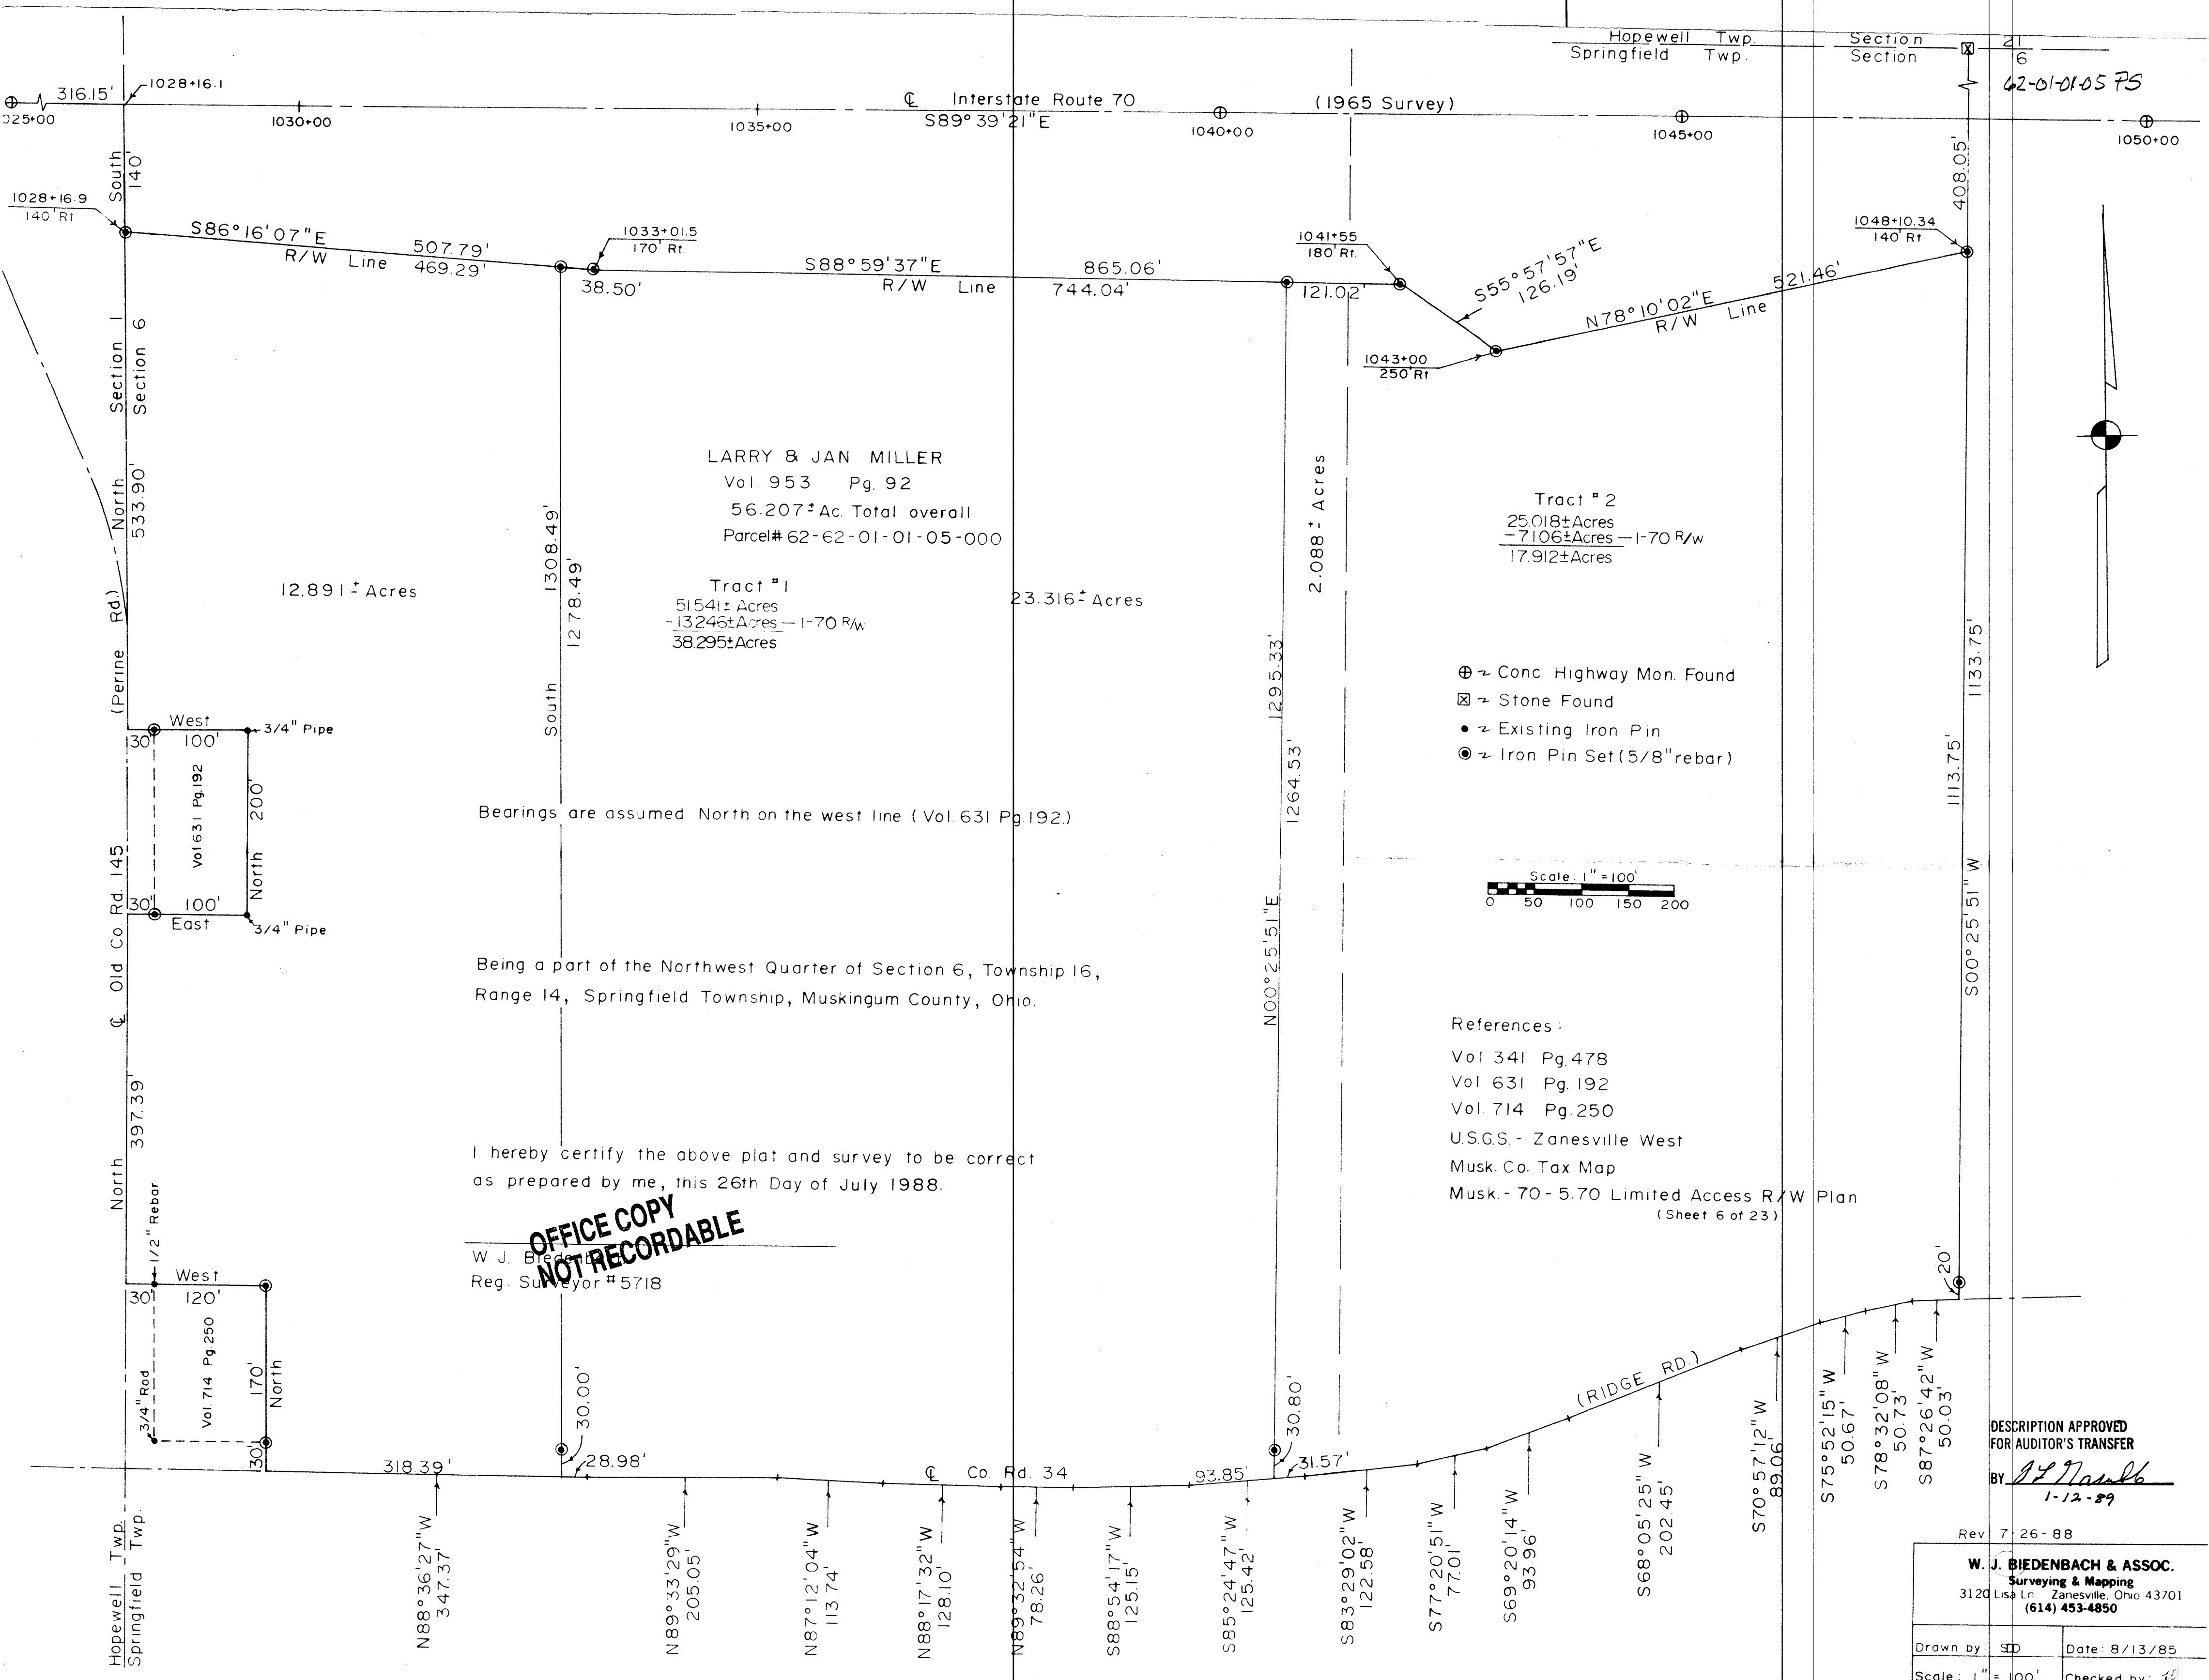 Hopewell Twp.
Springfield Twp.
Section 21
Section 6
62-01-01-05 PS
316.15'
1028+16.1
025+00
1030+00
1035+00
℄ Interstate Route 70 (1965 Survey)
S89°39'21"E
1040+00
1045+00
1050+00
South
140'
408.05'
1028+16.9
140' Rt
S86°16'07"E 507.79'
R/W Line 469.29'
1033+01.5
170' Rt.
38.50'
S88°59'37"E 865.06'
R/W Line 744.04'
1041+55
180' Rt.
121.02'
S55°57'57"E
126.19'
1043+00
250' Rt
N78°10'02"E 521.46'
R/W Line
1048+10.34
140' Rt
Section 1
Section 6
North
533.90'
(Perine Rd.)
LARRY & JAN MILLER
Vol. 953 Pg. 92
56.207± Ac. Total overall
Parcel# 62-62-01-01-05-000
12.891± Acres
Tract #1
51.541± Acres
-13.246±Acres — I-70 R/W
38.295±Acres
23.316± Acres
2.088± Acres
Tract #2
25.018±Acres
-7.106±Acres — I-70 R/W
17.912±Acres
South 1308.49'
1278.49'
N00°25'51"E 1295.33'
1264.53'
S00°25'51"W 1133.75'
1113.75'
⊕ ~ Conc. Highway Mon. Found
☒ ~ Stone Found
• ~ Existing Iron Pin
◉ ~ Iron Pin Set (5/8" rebar)
West
30' 100'
3/4" Pipe
Vol 631 Pg.192
North 200'
30' 100'
East
3/4" Pipe
℄ Old Co Rd. 145
Bearings are assumed North on the west line (Vol. 631 Pg.192.)
Scale: 1" = 100'
0 50 100 150 200
Being a part of the Northwest Quarter of Section 6, Township 16,
Range 14, Springfield Township, Muskingum County, Ohio.
References:
Vol 341 Pg. 478
Vol 631 Pg. 192
Vol. 714 Pg. 250
U.S.G.S. - Zanesville West
Musk. Co. Tax Map
Musk.- 70 - 5.70 Limited Access R/W Plan
(Sheet 6 of 23)
North 397.39'
I hereby certify the above plat and survey to be correct
as prepared by me, this 26th Day of July 1988.
OFFICE COPY
NOT RECORDABLE
W. J. Biedenbach
Reg. Surveyor #5718
1/2" Rebar
West
30' 120'
Vol. 714 Pg. 250
170'
North
3/4" Rod
30'
30.00'
30.80'
20'
318.39'
28.98'
℄ Co. Rd. 34
93.85'
31.57'
(RIDGE RD.)
Hopewell Twp.
Springfield Twp.
N88°36'27"W
347.37'
N89°33'29"W
205.05'
N87°12'04"W
113.74'
N88°17'32"W
128.10'
N89°32'54"W
78.26'
S88°54'17"W
125.15'
S85°24'47"W
125.42'
S83°29'02"W
122.58'
S77°20'51"W
77.01'
S69°20'14"W
93.96'
S68°05'25"W
202.45'
S70°57'12"W
89.06'
S75°52'15"W
50.67'
S78°32'08"W
50.73'
S87°26'42"W
50.03'
DESCRIPTION APPROVED
FOR AUDITOR'S TRANSFER
BY
1-12-89
Rev. 7-26-88
W. J. BIEDENBACH & ASSOC.
Surveying & Mapping
3120 Lisa Ln. Zanesville, Ohio 43701
(614) 453-4850
Drawn by SDD
Date: 8/13/85
Scale: 1" = 100'
Checked by: